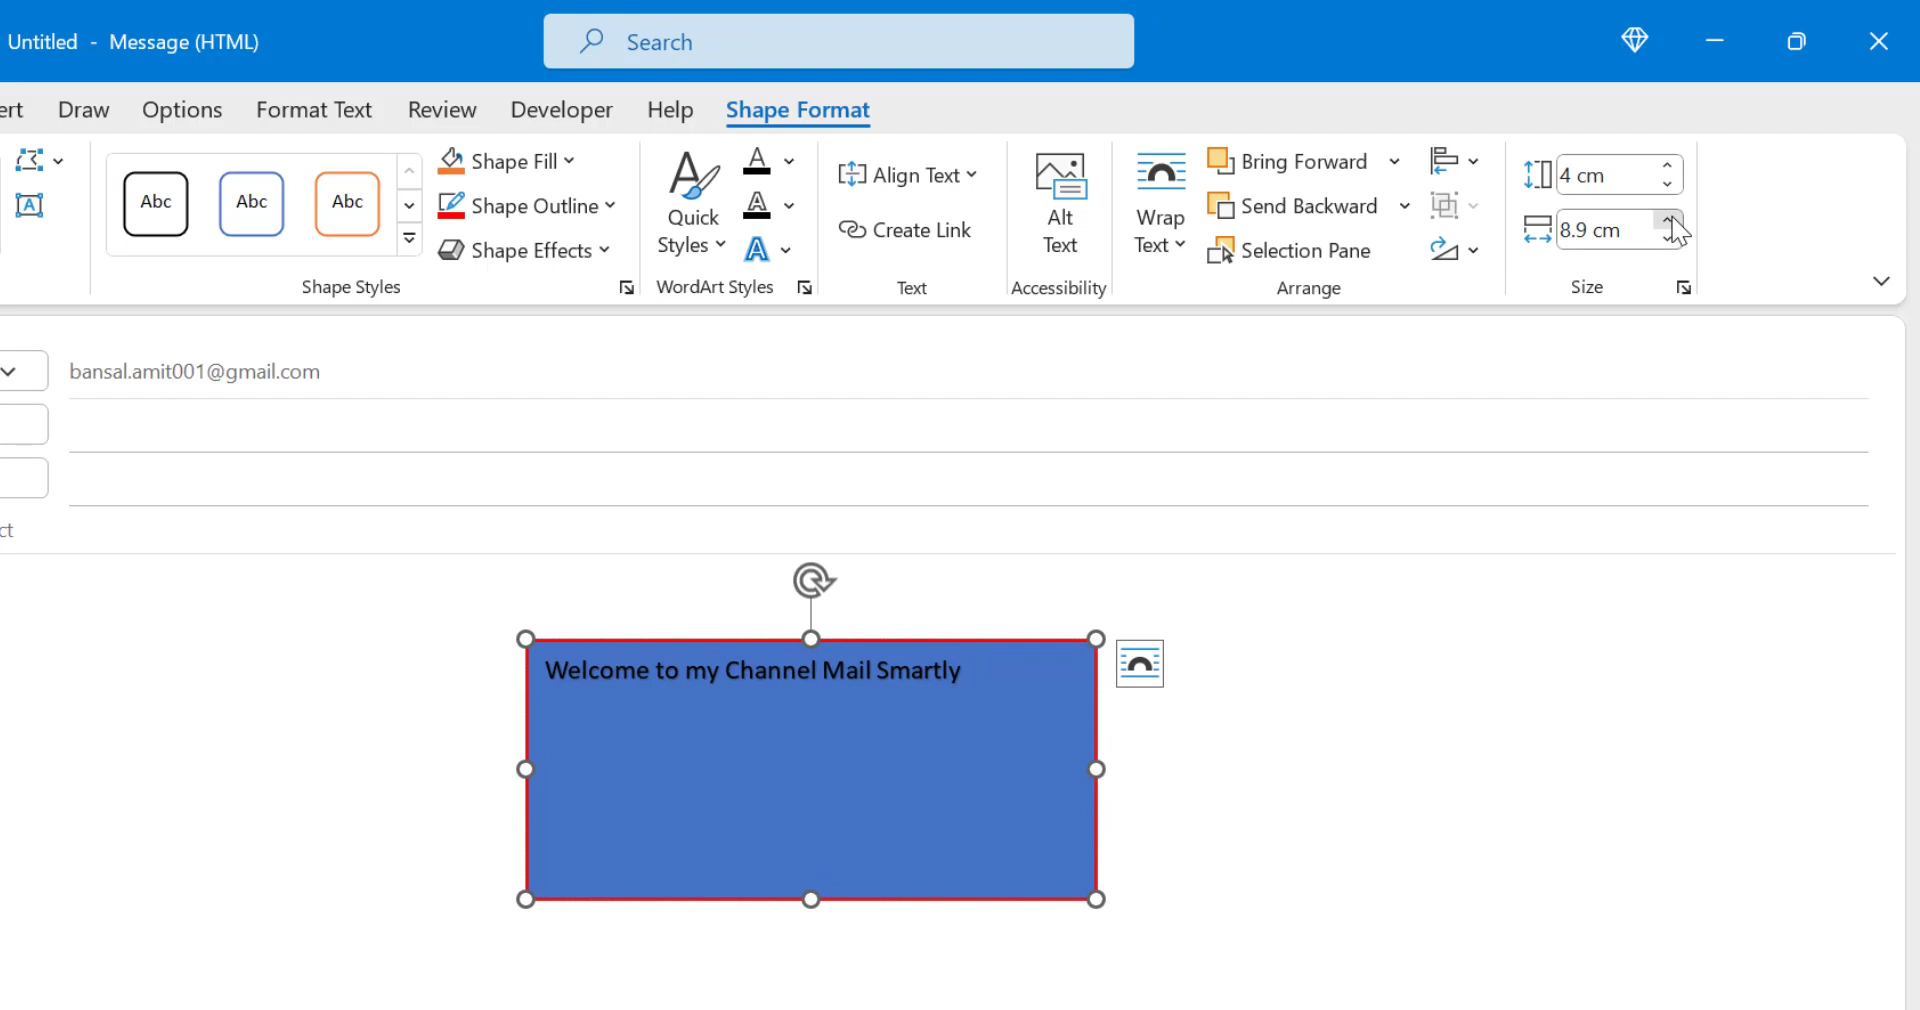 Untitled - Message (HTML)
Search
ert Draw Options Format Text Review Developer Help Shape Format
Abc Abc Abc
Shape Fill
Shape Outline
Shape Effects
Shape Styles
Quick
Styles
WordArt Styles
Align Text
Create Link
Text
Alt
Text
Accessibility
Wrap
Text
Bring Forward
Send Backward
Selection Pane
Arrange
4 cm
8.9 cm
Size
bansal.amit001@gmail.com
ct
Welcome to my Channel Mail Smartly